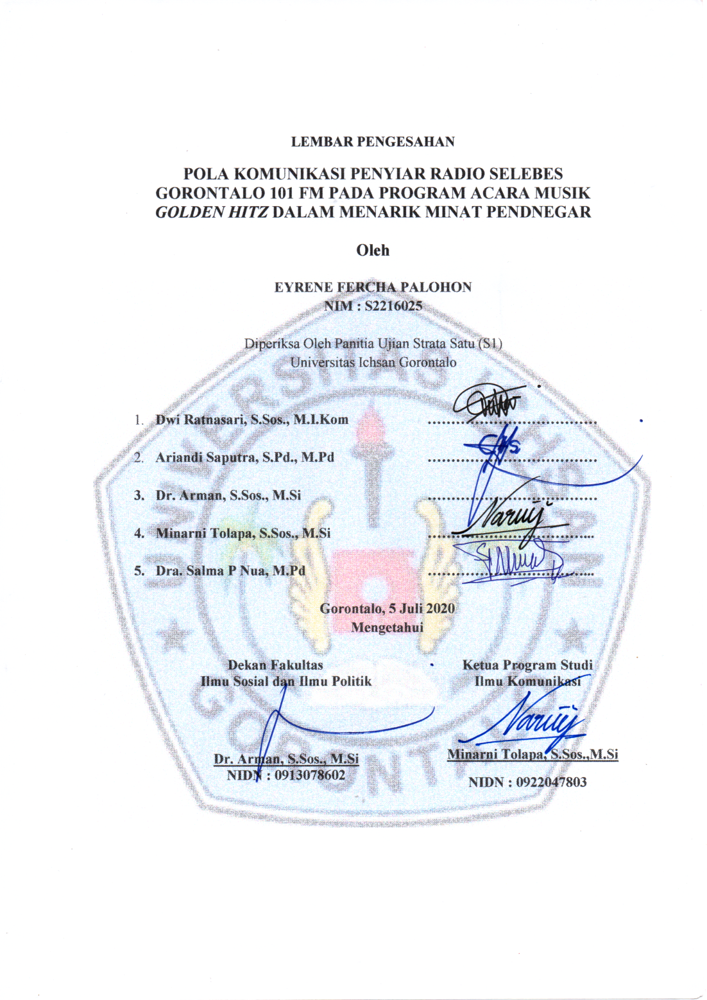 LEMBAR PENGESAHAN
POLA KOMUNIKASI PENYIAR RADIO SELEBES
GORONTALO 101 FM PADA PROGRAM ACARA MUSIK
GOLDEN HITZ DALAM MENARIK MINAT PENDNEGAR
Oleh
EYRENE FERCHA PALOHON
NIM : S2216025
Diperiksa Oleh Panitia Ujian Strata Satu (S1)
Universitas Ichsan Gorontalo
1. Dwi Ratnasari, S.Sos., M.I.Kom ....................................
2. Ariandi Saputra, S.Pd., M.Pd ....................................
3. Dr. Arman, S.Sos., M.Si ....................................
4. Minarni Tolapa, S.Sos., M.Si ....................................
5. Dra. Salma P Nua, M.Pd ....................................
Gorontalo, 5 Juli 2020
Mengetahui
Dekan Fakultas
Ilmu Sosial dan Ilmu Politik
Dr. Arman, S.Sos., M.Si
NIDN : 0913078602
Ketua Program Studi
Ilmu Komunikasi
Minarni Tolapa, S.Sos.,M.Si
NIDN : 0922047803
UNIVERSITAS ICHSAN
GORONTALO